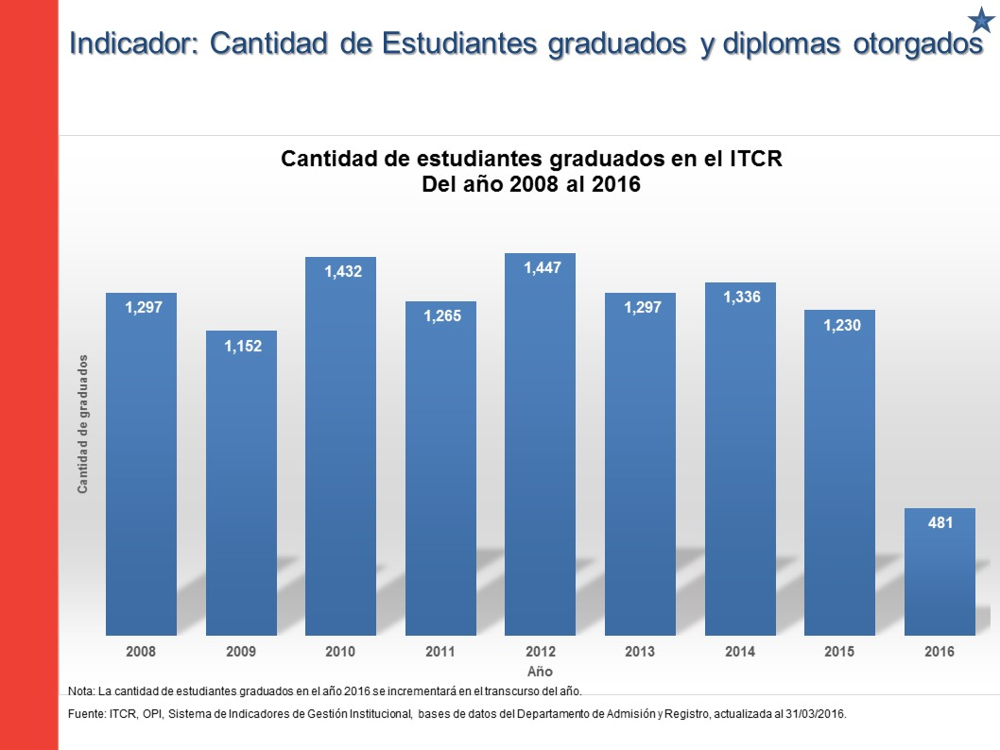 Indicador: Cantidad de Estudiantes graduados y diplomas otorgados
Cantidad de estudiantes graduados en el ITCR
Del año 2008 al 2016
Cantidad de graduados
1,297
1,152
1,432
1,265
1,447
1,297
1,336
1,230
481
2008
2009
2010
2011
2012
2013
2014
2015
2016
Año
Nota: La cantidad de estudiantes graduados en el año 2016 se incrementará en el transcurso del año.
Fuente: ITCR, OPI, Sistema de Indicadores de Gestión Institucional, bases de datos del Departamento de Admisión y Registro, actualizada al 31/03/2016.